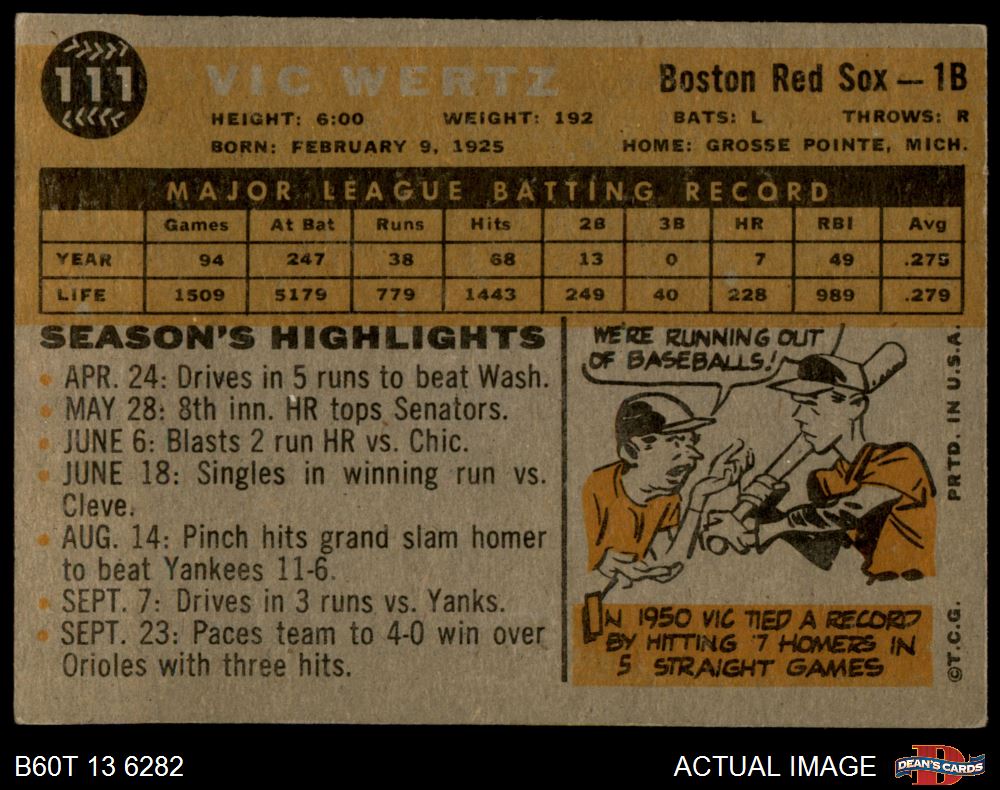 111
VIC WERTZ
Boston Red Sox — 1B
HEIGHT: 6:00 WEIGHT: 192 BATS: L THROWS: R
BORN: FEBRUARY 9, 1925 HOME: GROSSE POINTE, MICH.
MAJOR LEAGUE BATTING RECORD
Games At Bat Runs Hits 2B 3B HR RBI Avg
YEAR 94 247 38 68 13 0 7 49 .275
LIFE 1509 5179 779 1443 249 40 228 989 .279
SEASON'S HIGHLIGHTS
• APR. 24: Drives in 5 runs to beat Wash.
• MAY 28: 8th inn. HR tops Senators.
• JUNE 6: Blasts 2 run HR vs. Chic.
• JUNE 18: Singles in winning run vs.
Cleve.
• AUG. 14: Pinch hits grand slam homer
to beat Yankees 11-6.
• SEPT. 7: Drives in 3 runs vs. Yanks.
• SEPT. 23: Paces team to 4-0 win over
Orioles with three hits.
WE'RE RUNNING OUT
OF BASEBALLS!
IN 1950 VIC TIED A RECORD
BY HITTING 7 HOMERS IN
5 STRAIGHT GAMES
©T.C.G. PRTD. IN U.S.A.
B60T 13 6282
ACTUAL IMAGE
DEAN'S CARDS